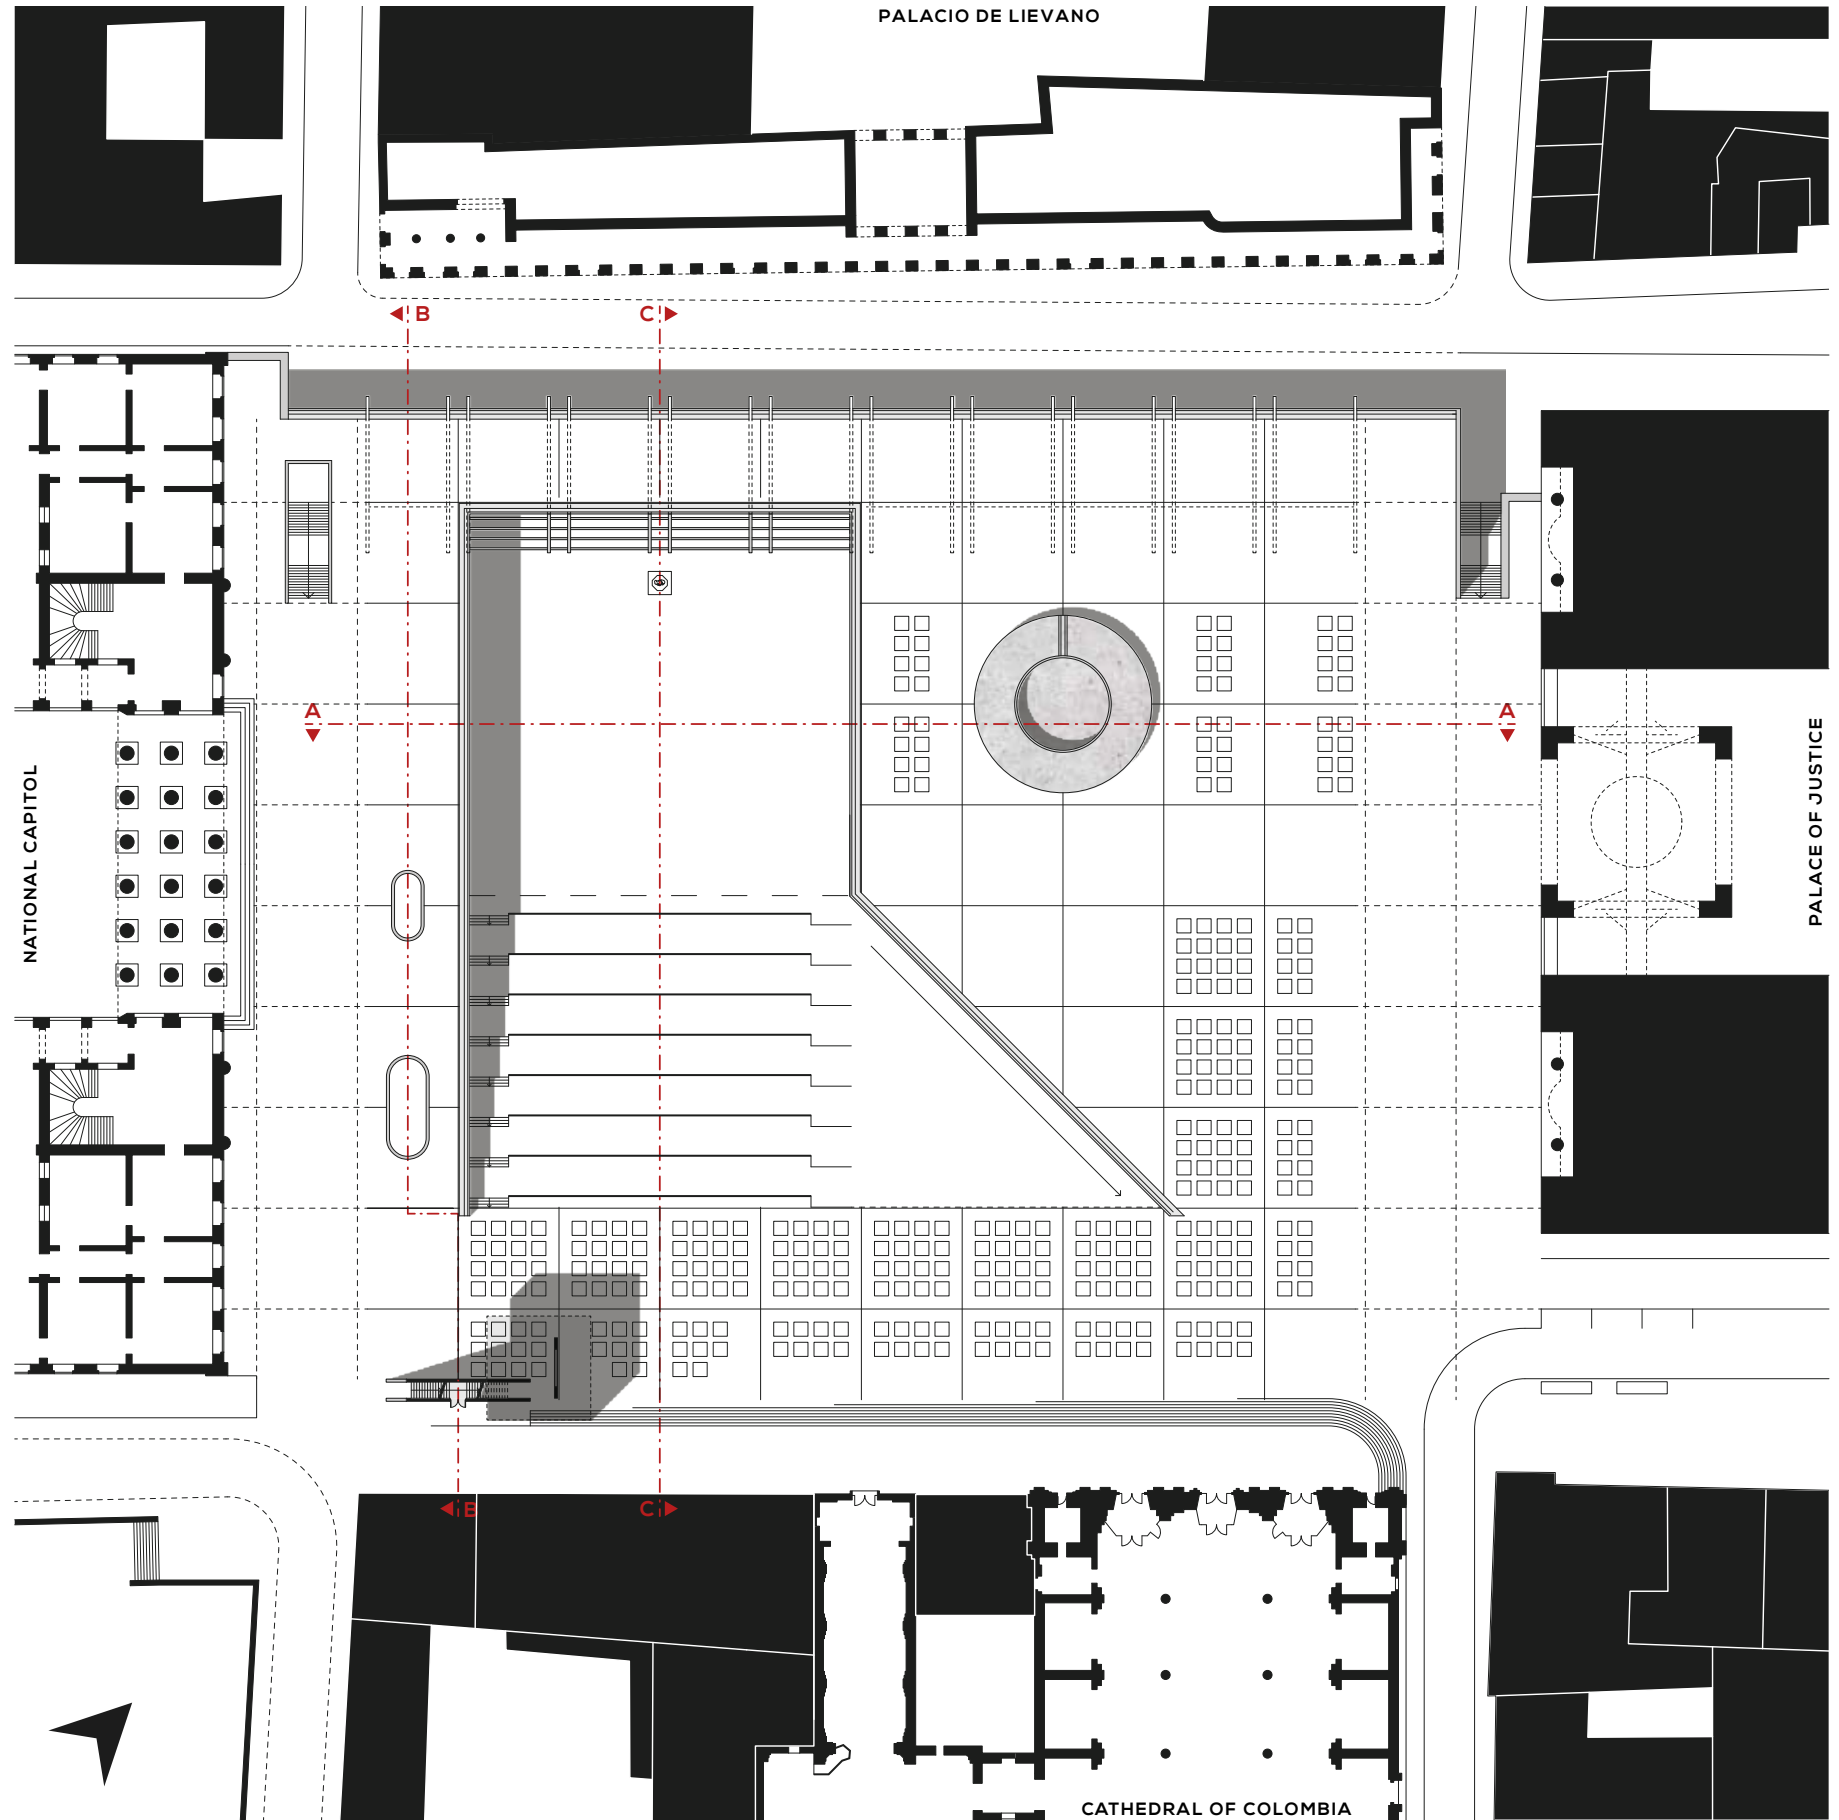 PALACIO DE LIEVANO
B
C
A
A
NATIONAL CAPITOL
PALACE OF JUSTICE
B
C
CATHEDRAL OF COLOMBIA